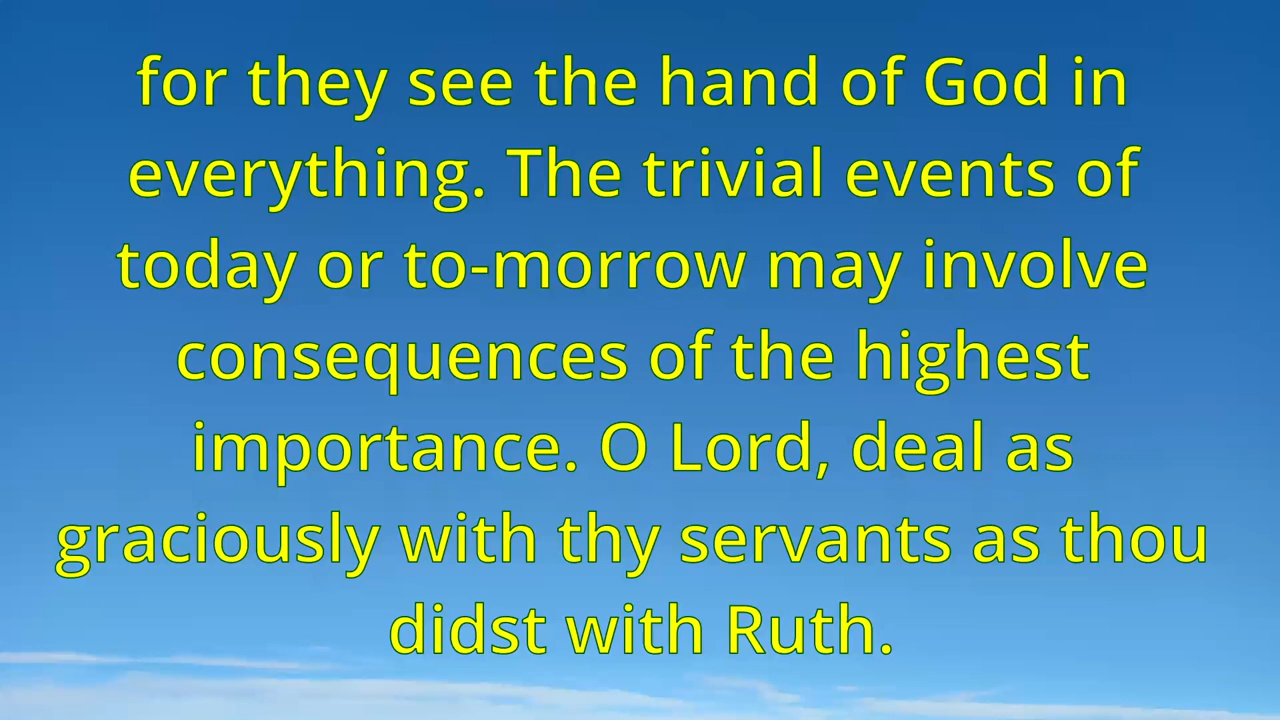 for they see the hand of God in
everything. The trivial events of
today or to-morrow may involve
consequences of the highest
importance. O Lord, deal as
graciously with thy servants as thou
didst with Ruth.